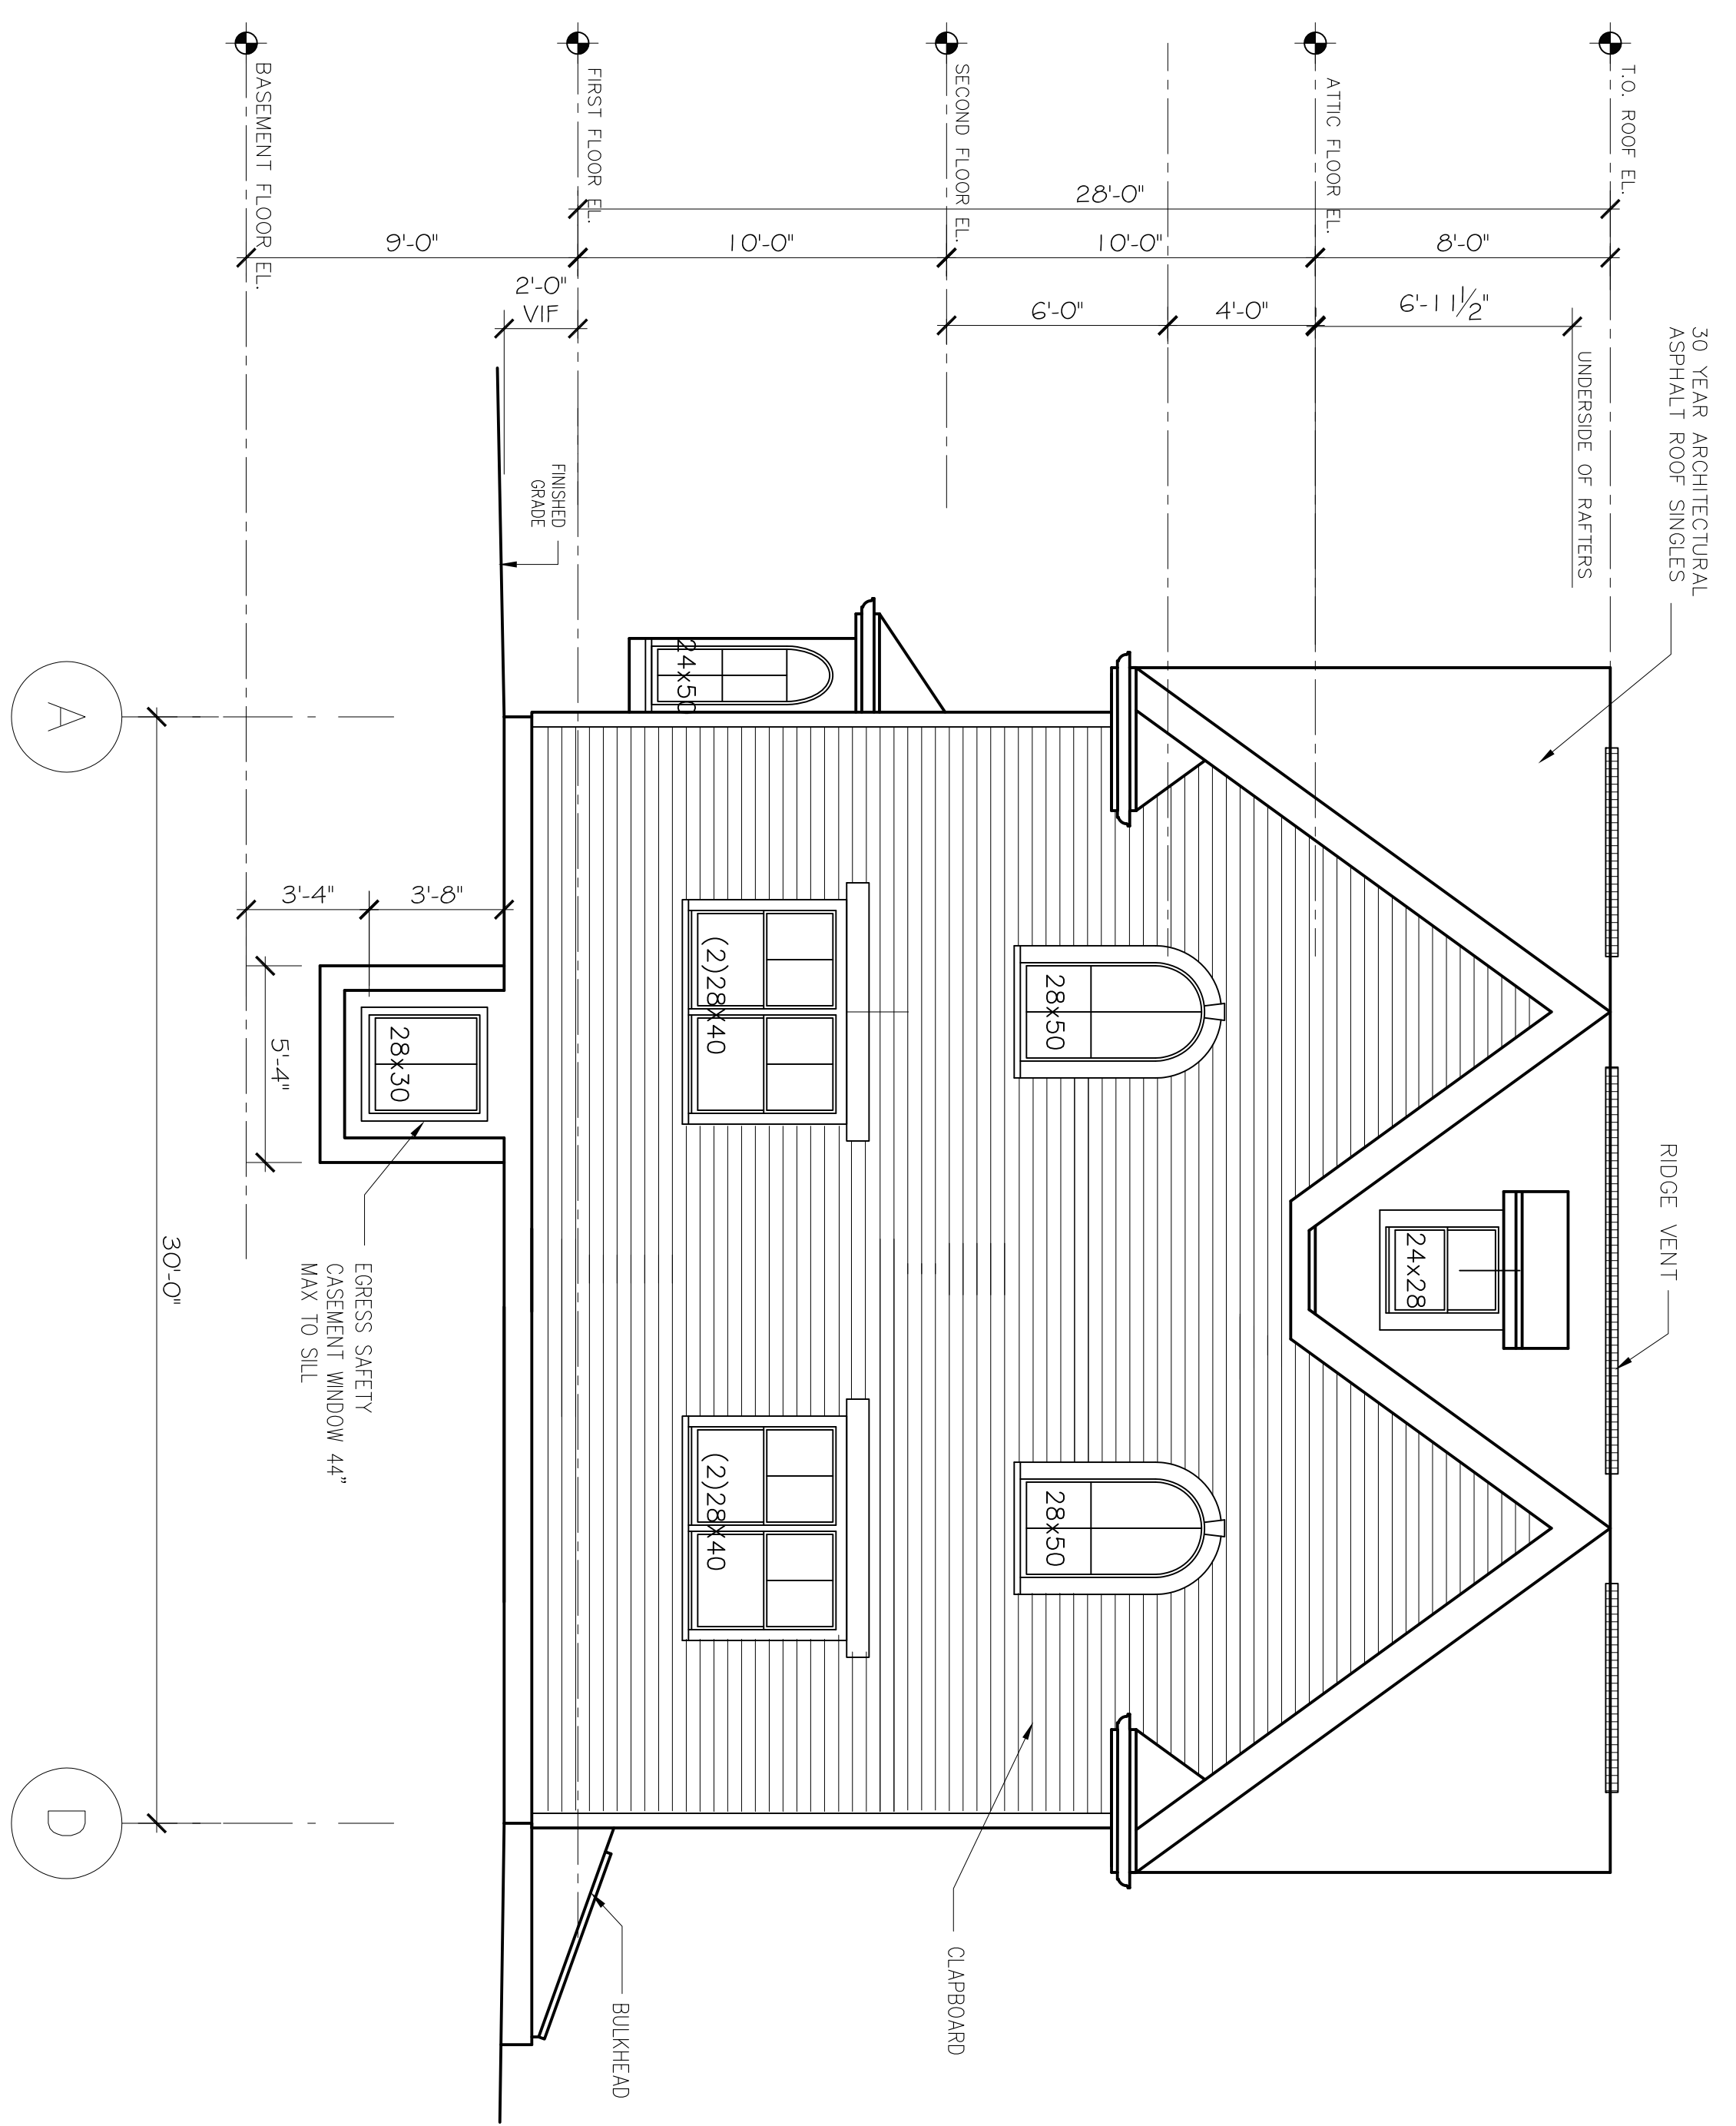 30 YEAR ARCHITECTURAL
ASPHALT ROOF SINGLES
RIDGE VENT
T.O. ROOF EL.
UNDERSIDE OF RAFTERS
8'-0"
6'-11 1/2"
24x28
ATTIC FLOOR EL.
28'-0"
10'-0"
4'-0"
6'-0"
28x50
28x50
SECOND FLOOR EL.
CLAPBOARD
10'-0"
(2)28X40
(2)28X40
24x50
FIRST FLOOR EL.
BULKHEAD
2'-0"
VIF
FINISHED
GRADE
9'-0"
3'-8"
3'-4"
28x30
5'-4"
EGRESS SAFETY
CASEMENT WINDOW 44"
MAX TO SILL
BASEMENT FLOOR EL.
30'-0"
A
D